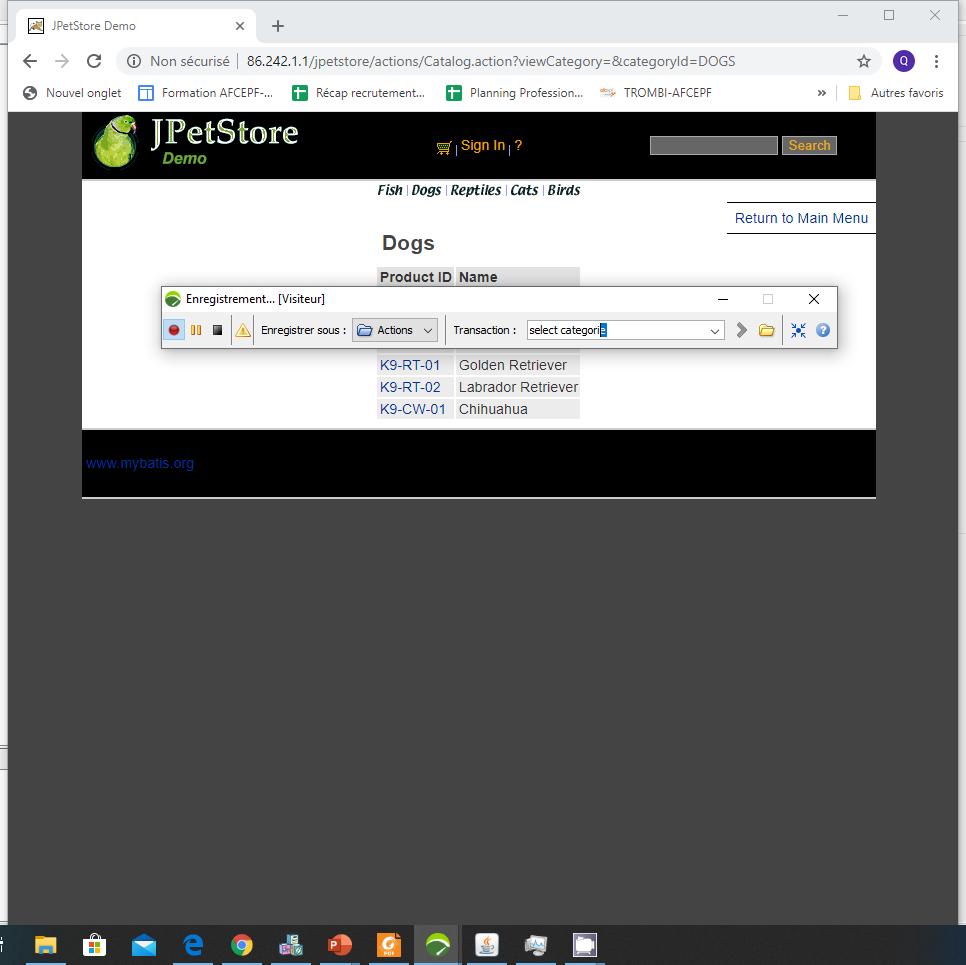 JPetStore Demo
Non sécurisé
86.242.1.1/jpetstore/actions/Catalog.action?viewCategory=&categoryId=DOGS
Q
Nouvel onglet
Formation AFCEPF-...
Récap recrutement...
Planning Profession...
TROMBI-AFCEPF
»
Autres favoris
JPetStore
Demo
| Sign In | ?
Search
Fish | Dogs | Reptiles | Cats | Birds
Return to Main Menu
Dogs
Product ID Name
Enregistrement... [Visiteur]
Enregistrer sous : Actions
Transaction : select categorie
?
K9-RT-01 Golden Retriever
K9-RT-02 Labrador Retriever
K9-CW-01 Chihuahua
www.mybatis.org